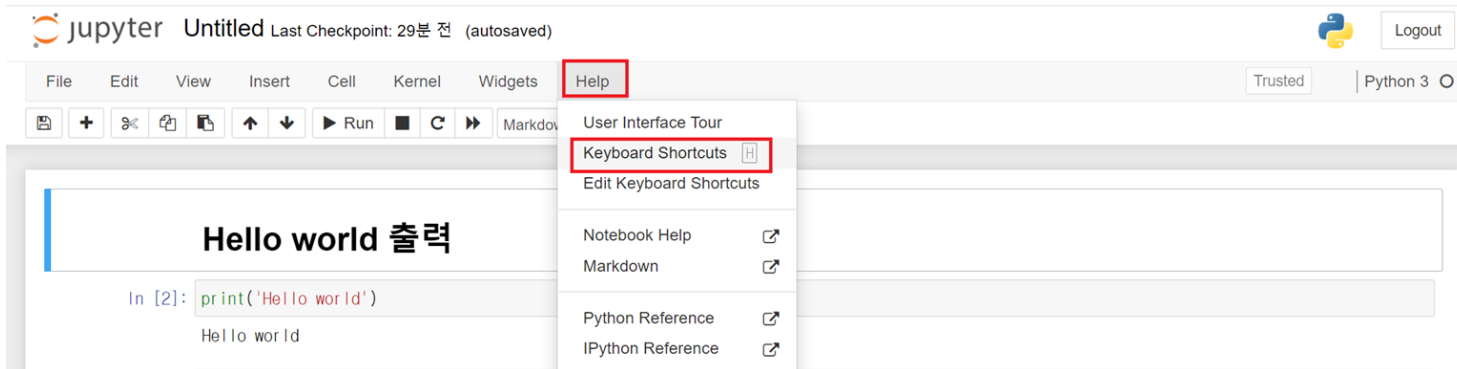 jupyter Untitled Last Checkpoint: 29분 전 (autosaved) Logout
File Edit View Insert Cell Kernel Widgets Help Trusted Python 3
Run
User Interface Tour
Keyboard Shortcuts H
Edit Keyboard Shortcuts
Notebook Help
Markdown
Python Reference
IPython Reference
Hello world 출력
In [2]: print('Hello world')
Hello world